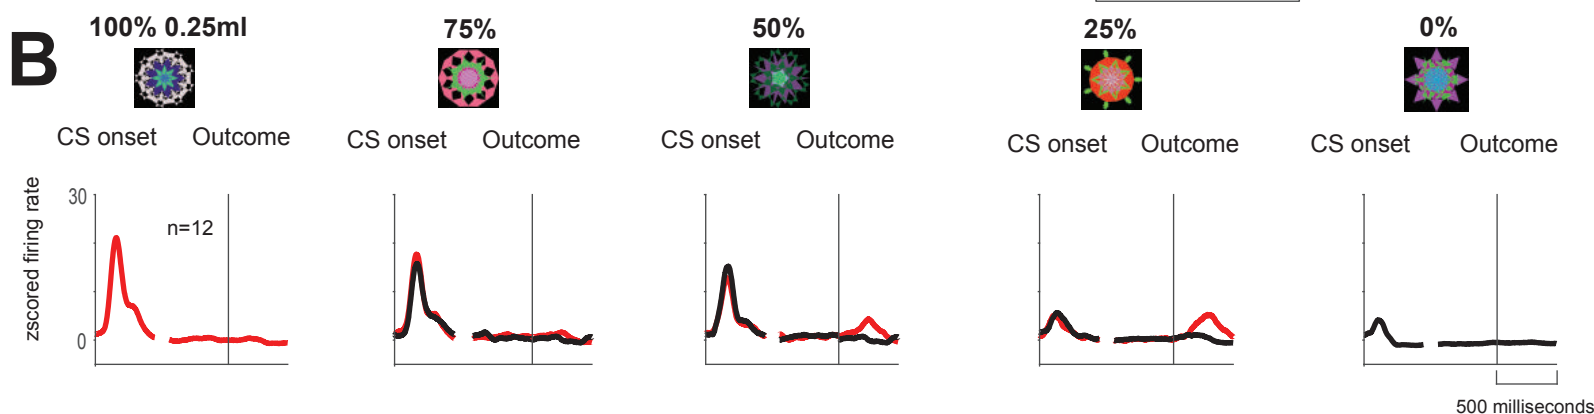 B
100% 0.25ml
75%
50%
25%
0%
CS onset
Outcome
CS onset
Outcome
CS onset
Outcome
CS onset
Outcome
CS onset
Outcome
zscored firing rate
30
0
n=12
500 milliseconds